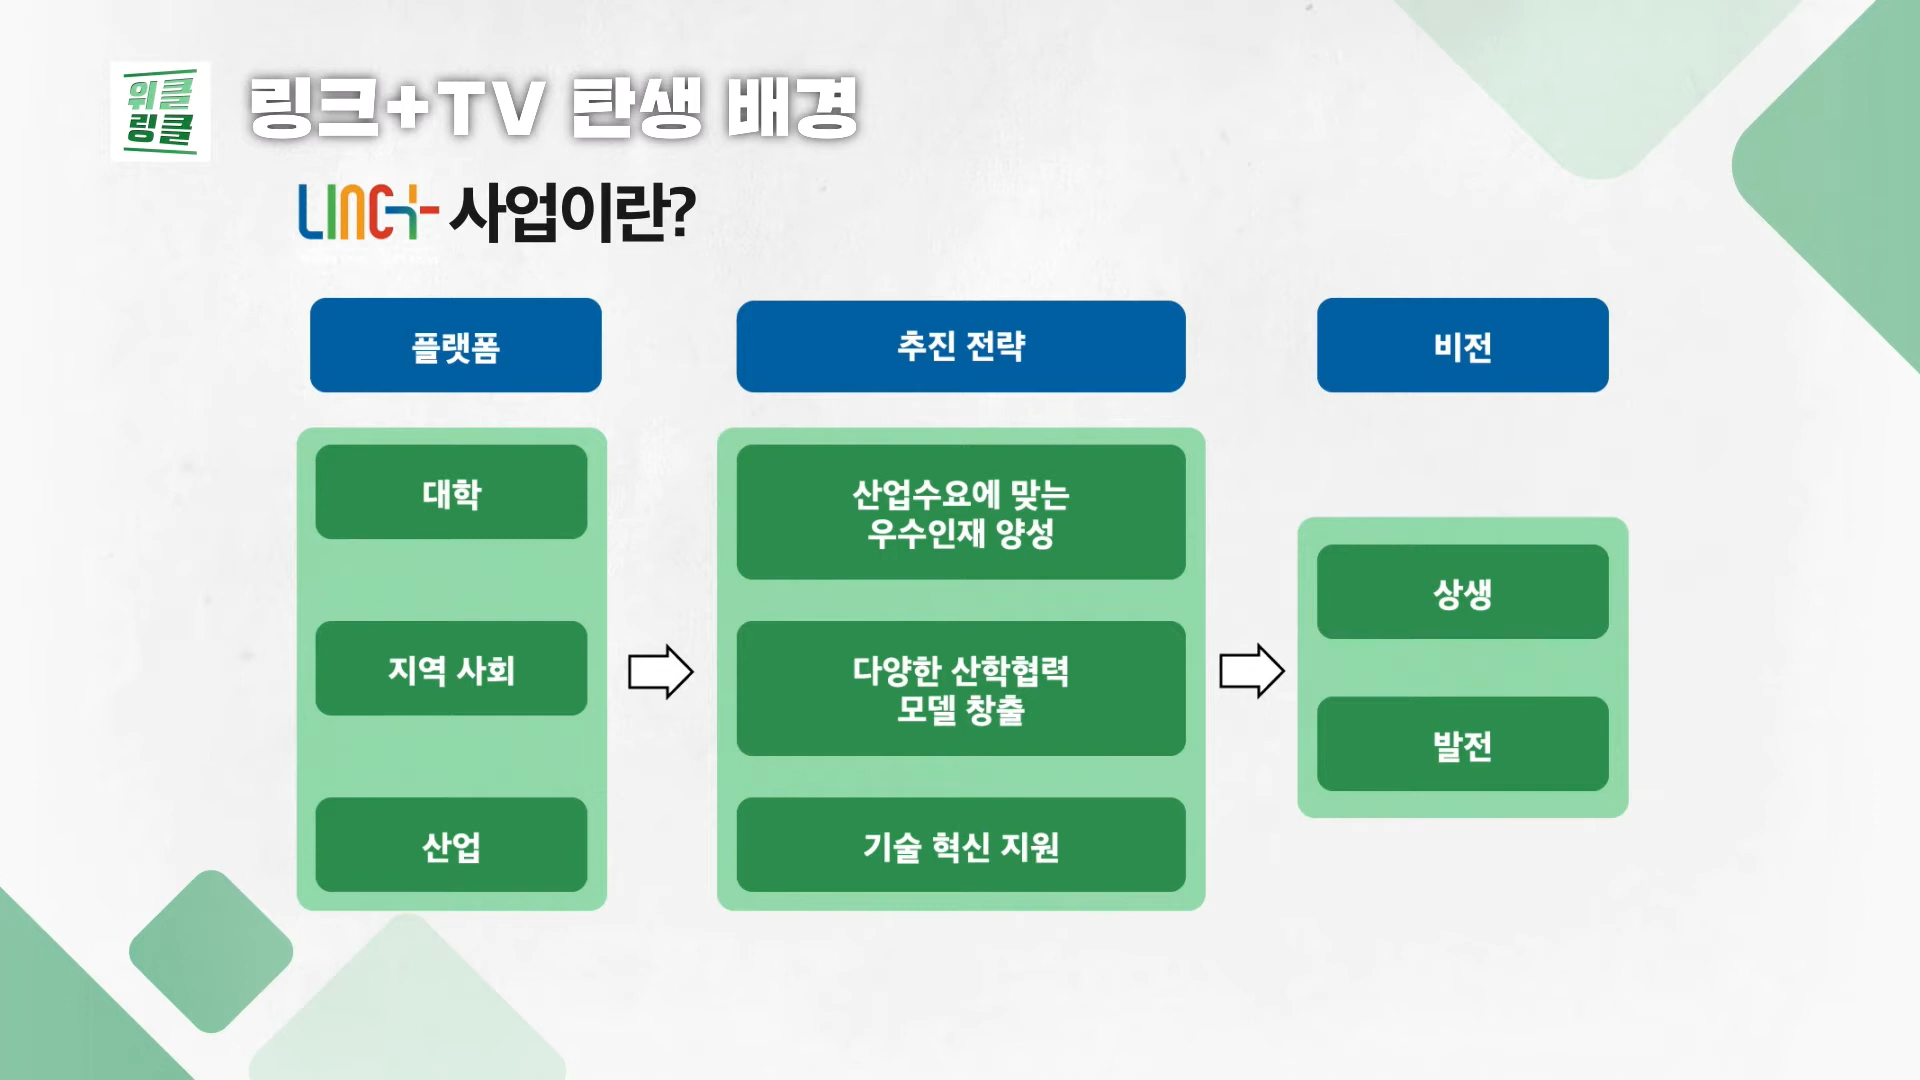 위클
링클
링크+TV 탄생 배경
LINC+ 사업이란?
플랫폼
추진 전략
비전
대학
지역 사회
산업
산업수요에 맞는
우수인재 양성
다양한 산학협력
모델 창출
기술 혁신 지원
상생
발전